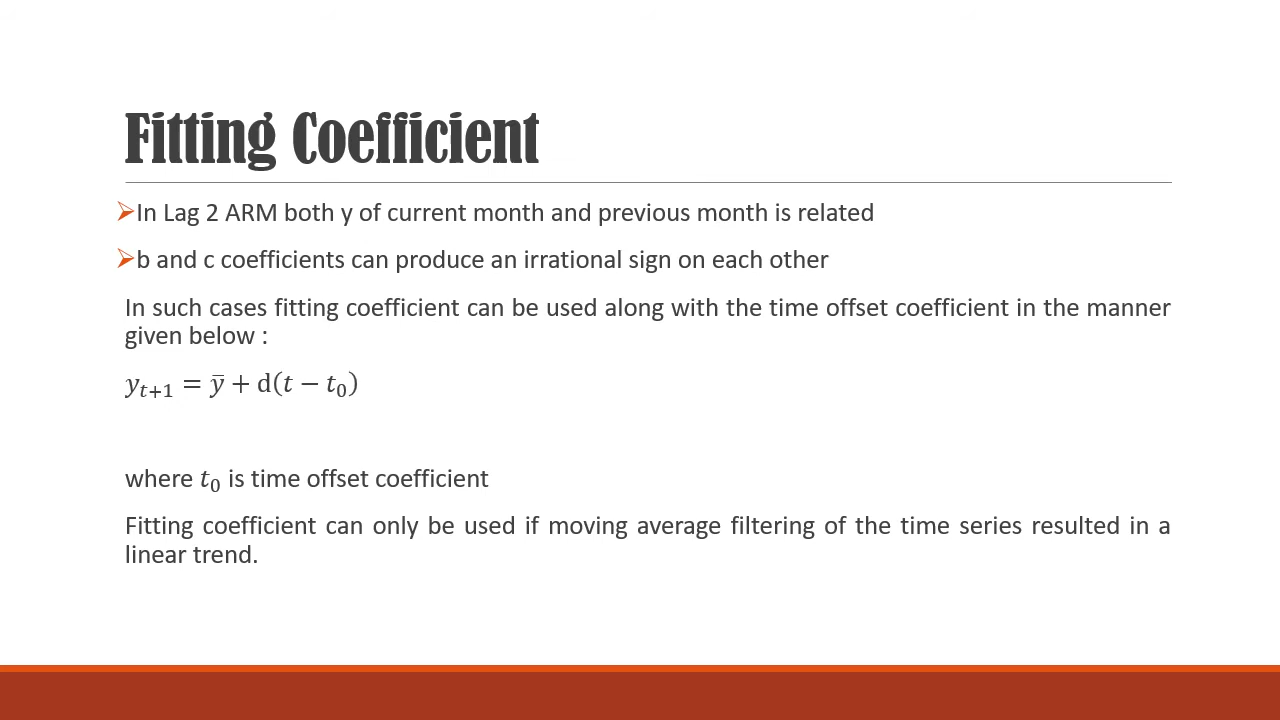 Fitting Coefficient
➢In Lag 2 ARM both y of current month and previous month is related
➢b and c coefficients can produce an irrational sign on each other
In such cases fitting coefficient can be used along with the time offset coefficient in the manner
given below :
𝑦ₜ₊₁ = ȳ + d(𝑡 − 𝑡₀)
where 𝑡₀ is time offset coefficient
Fitting coefficient can only be used if moving average filtering of the time series resulted in a
linear trend.